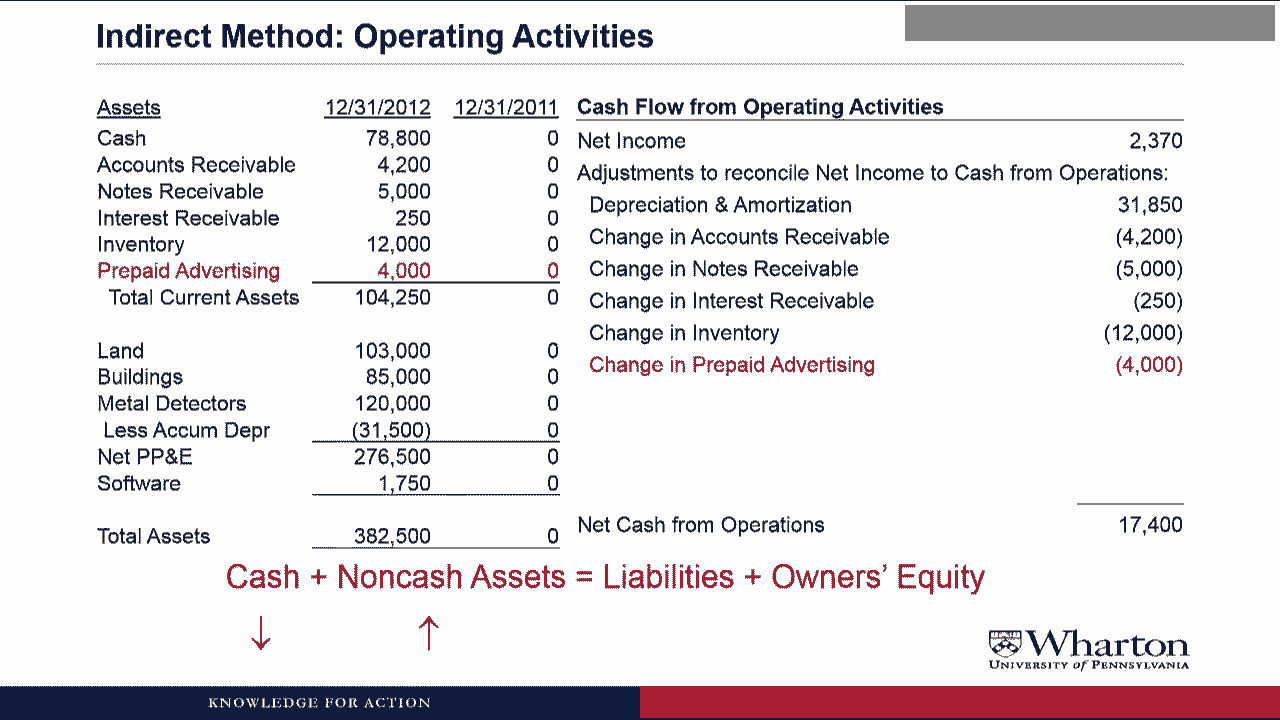 Indirect Method: Operating Activities
Assets 12/31/2012 12/31/2011
Cash 78,800 0
Accounts Receivable 4,200 0
Notes Receivable 5,000 0
Interest Receivable 250 0
Inventory 12,000 0
Prepaid Advertising 4,000 0
Total Current Assets 104,250 0
Land 103,000 0
Buildings 85,000 0
Metal Detectors 120,000 0
Less Accum Depr (31,500) 0
Net PP&E 276,500 0
Software 1,750 0
Total Assets 382,500 0
Cash Flow from Operating Activities
Net Income 2,370
Adjustments to reconcile Net Income to Cash from Operations:
Depreciation & Amortization 31,850
Change in Accounts Receivable (4,200)
Change in Notes Receivable (5,000)
Change in Interest Receivable (250)
Change in Inventory (12,000)
Change in Prepaid Advertising (4,000)
Net Cash from Operations 17,400
Cash + Noncash Assets = Liabilities + Owners' Equity
↓ ↑
Wharton
UNIVERSITY of PENNSYLVANIA
KNOWLEDGE FOR ACTION